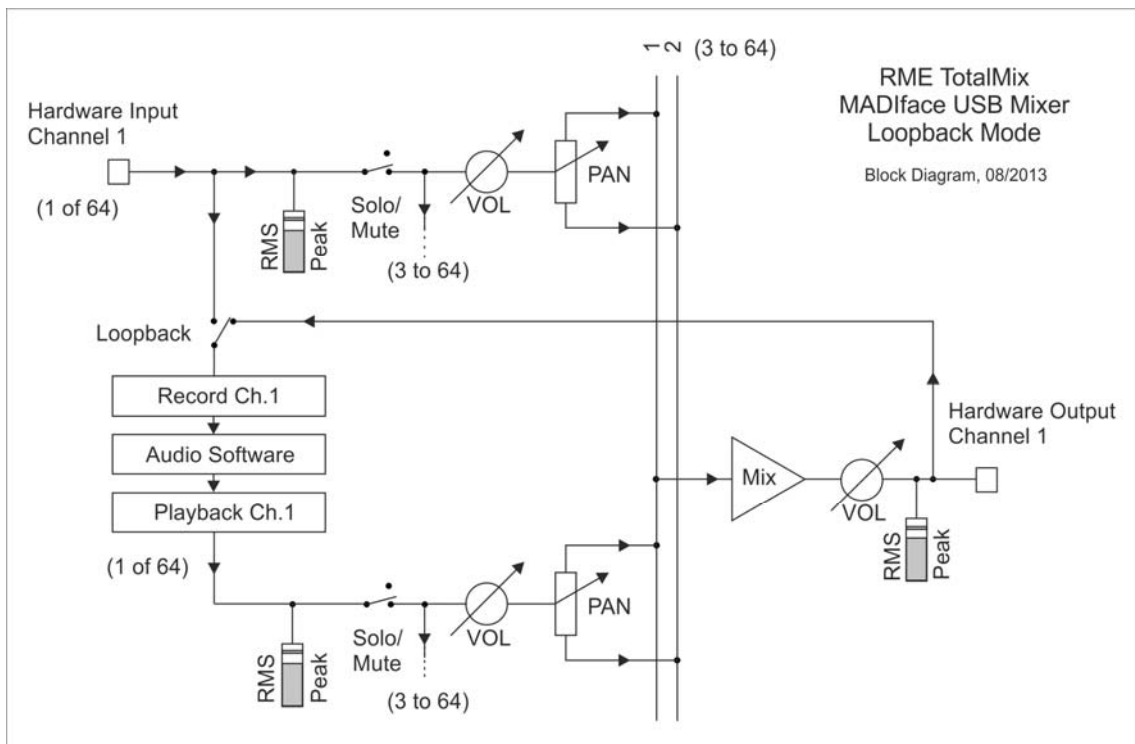 1
2
(3 to 64)
RME TotalMix
MADIface USB Mixer
Loopback Mode
Block Diagram, 08/2013
Hardware Input
Channel 1
(1 of 64)
RMS
Peak
Solo/
Mute
(3 to 64)
VOL
PAN
Loopback
Record Ch.1
Audio Software
Playback Ch.1
(1 of 64)
Mix
VOL
RMS
Peak
Hardware Output
Channel 1
RMS
Peak
Solo/
Mute
(3 to 64)
VOL
PAN